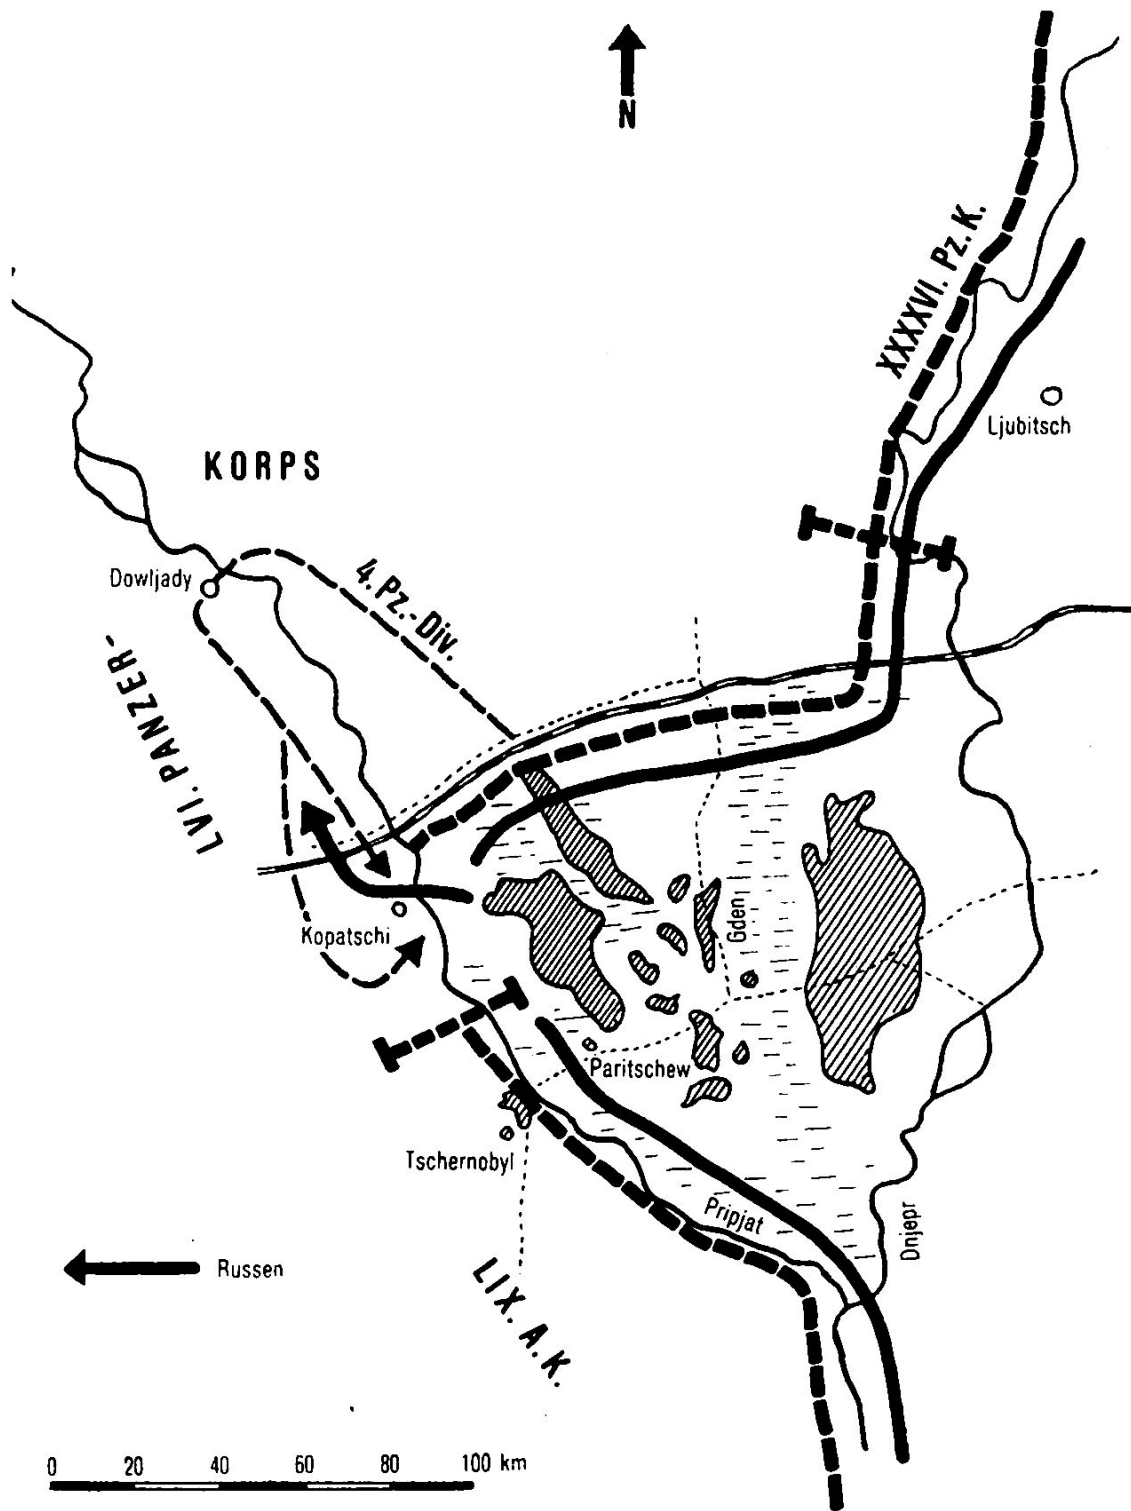 N
XXXXVI. Pz. K.
Ljubitsch
KORPS
Dowljady
4. Pz.-Div.
LVI. PANZER-
Kopatschi
Gden
Paritschew
Tschernobyl
Pripjat
Dnjepr
Russen
LIX. A.K.
0 20 40 60 80 100 km